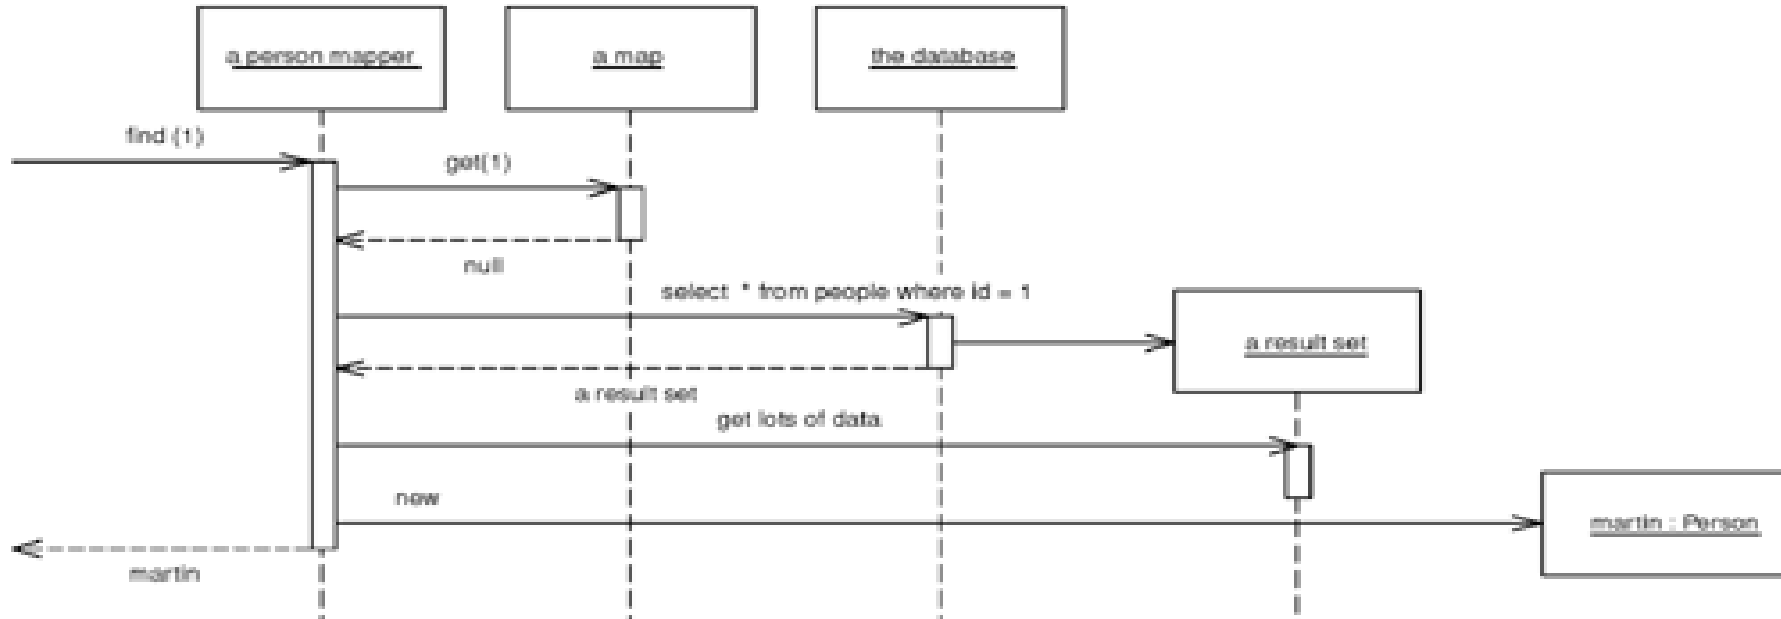 a person mapper
a map
the database
find (1)
get(1)
null
select * from people where id = 1
a result set
a result set
get lots of data
new
martin : Person
martin